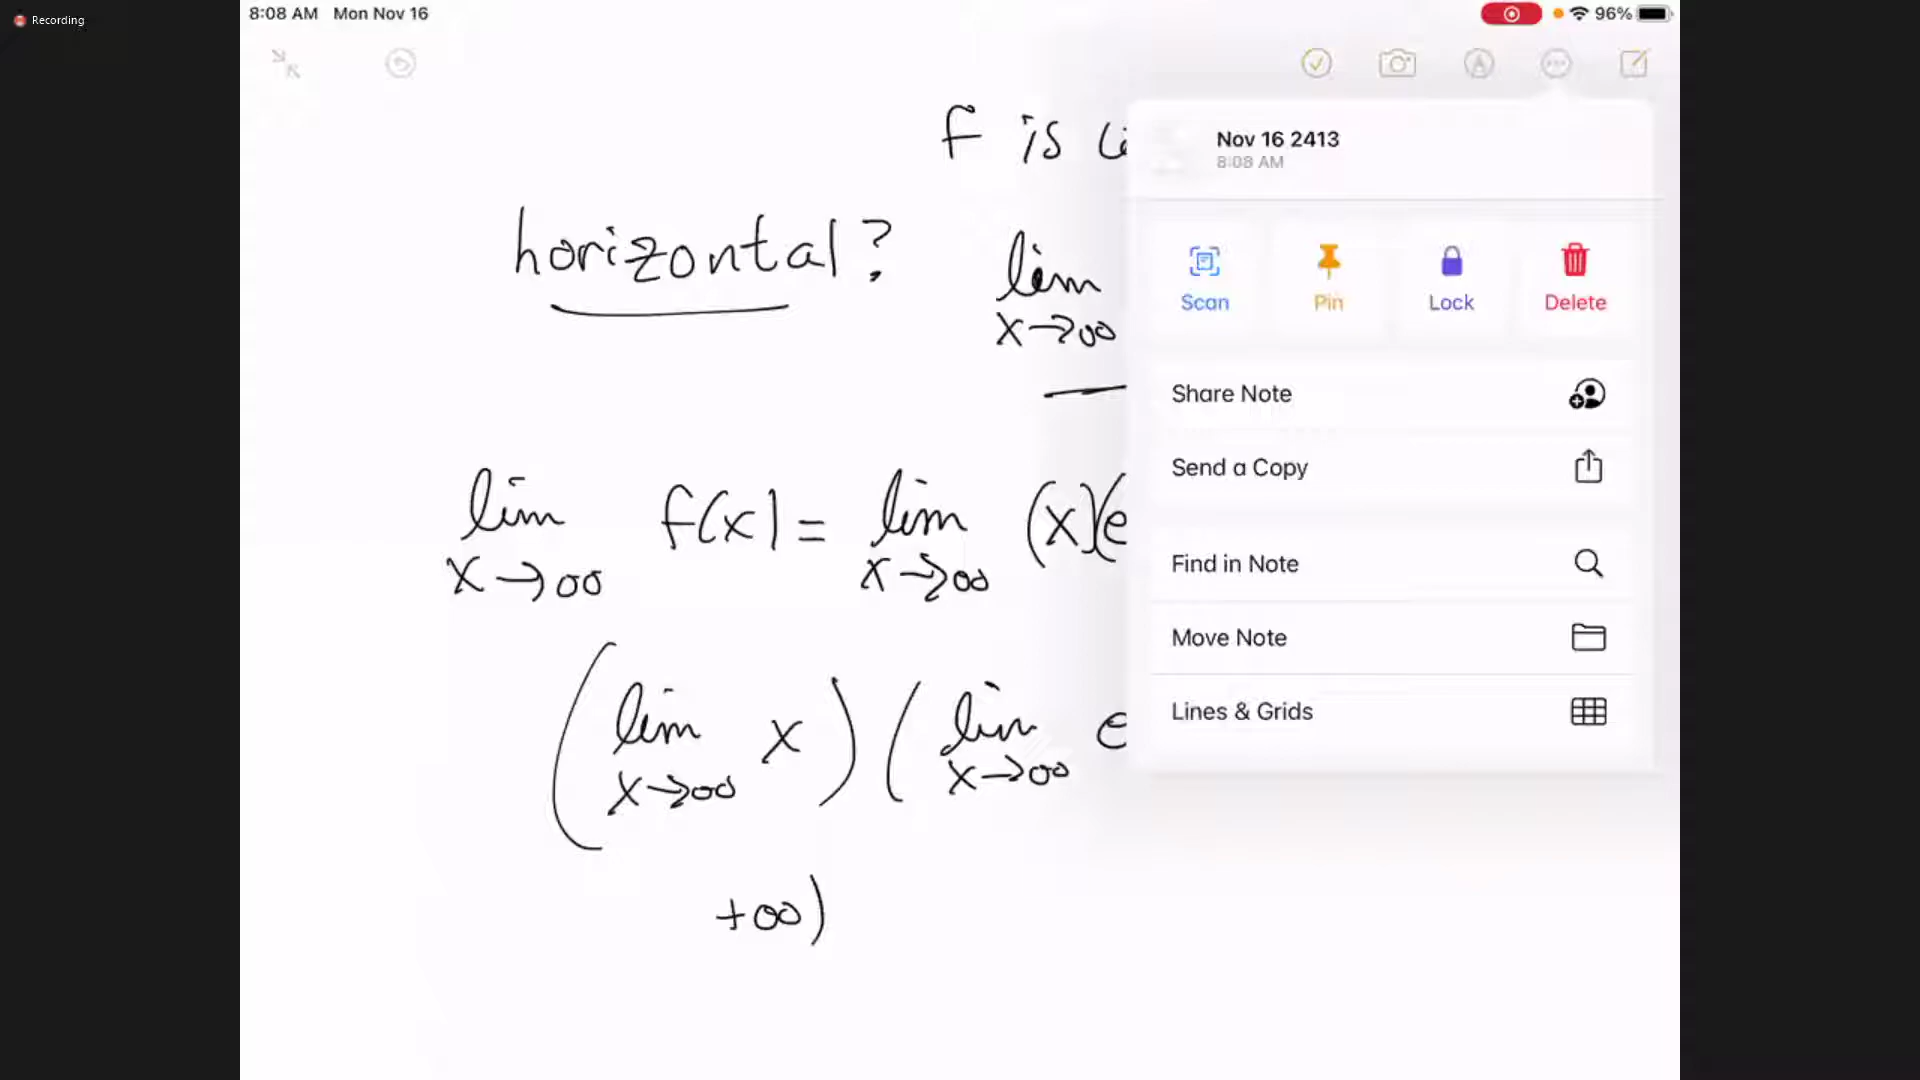 Recording
8:08 AM Mon Nov 16
96%
f is
Nov 16 2413
8:08 AM
horizontal?
lim
x→∞
Scan
Pin
Lock
Delete
Share Note
Send a Copy
lim f(x) = lim (x)(e
x→∞ x→∞
Find in Note
Move Note
Lines & Grids
(lim x)(lim e
x→∞ x→∞
+∞)